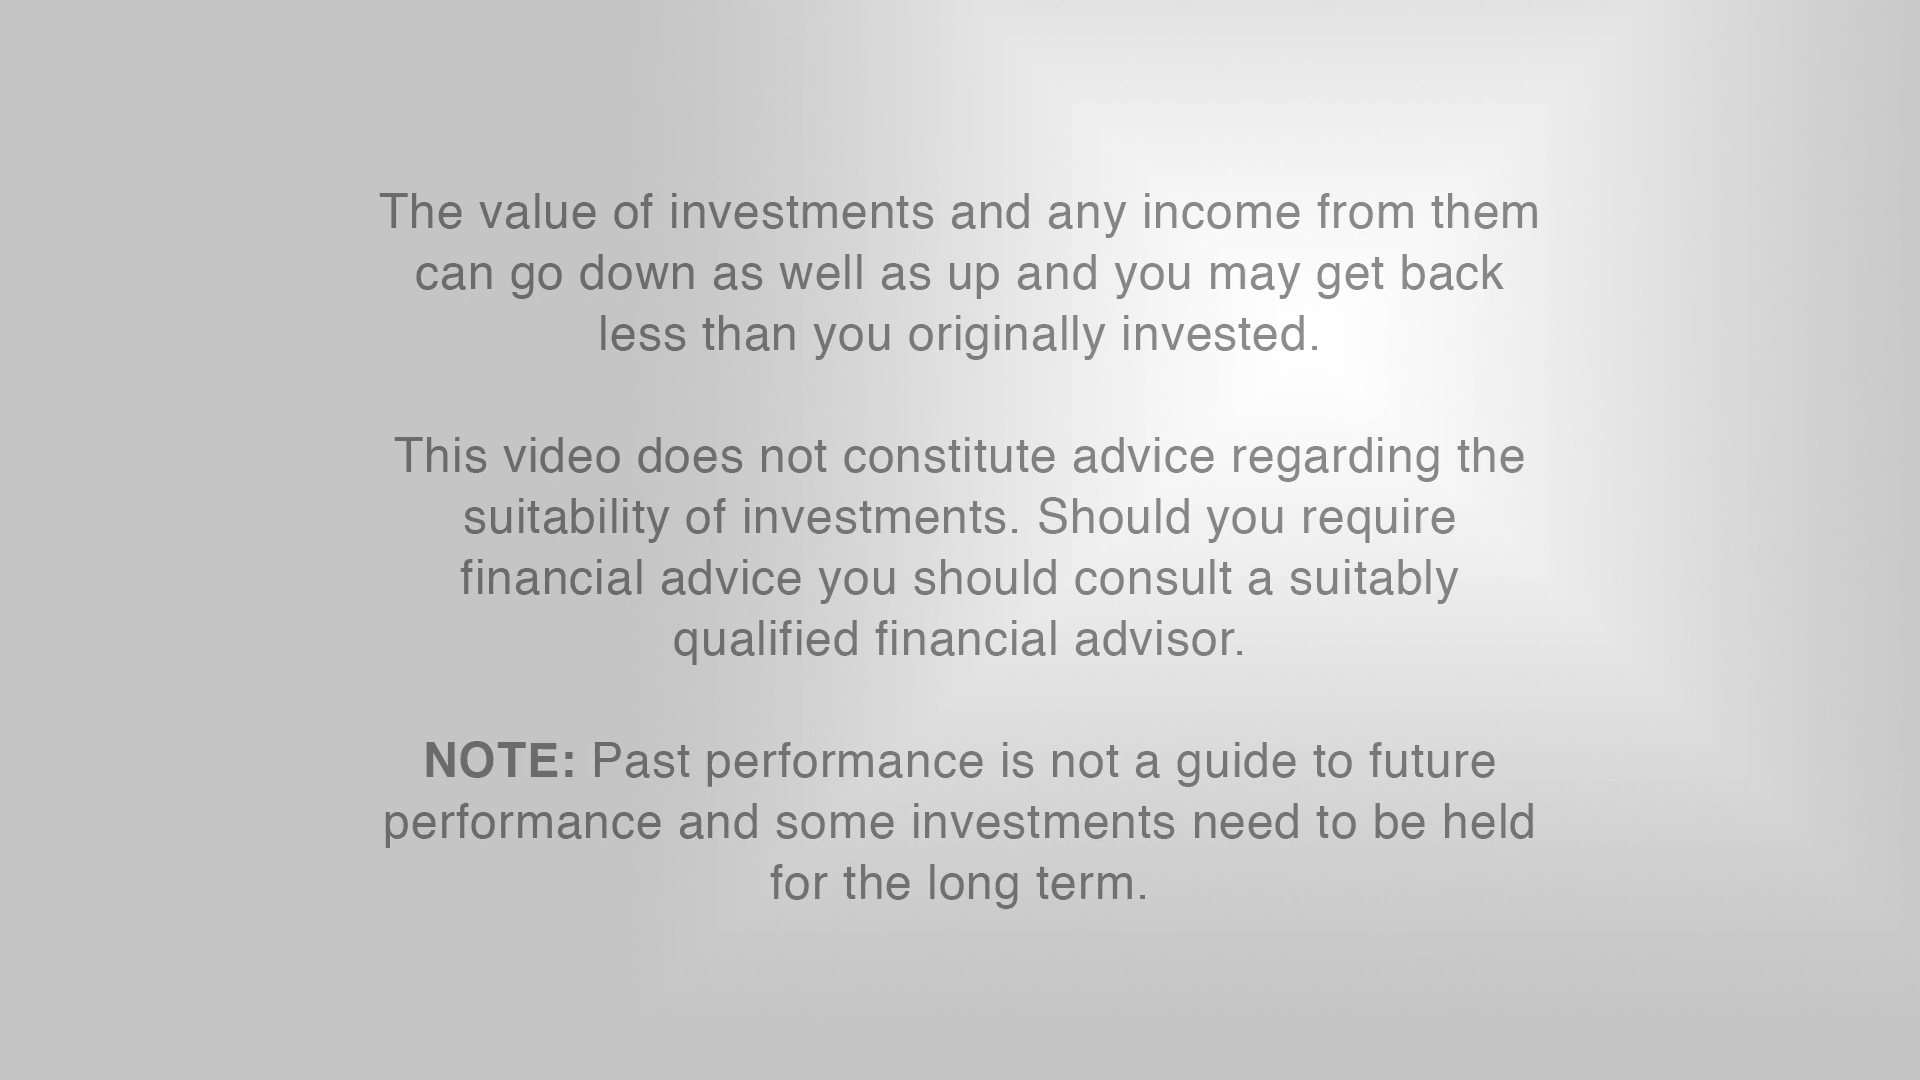 The value of investments and any income from them
can go down as well as up and you may get back
less than you originally invested.
This video does not constitute advice regarding the
suitability of investments. Should you require
financial advice you should consult a suitably
qualified financial advisor.
NOTE: Past performance is not a guide to future
performance and some investments need to be held
for the long term.